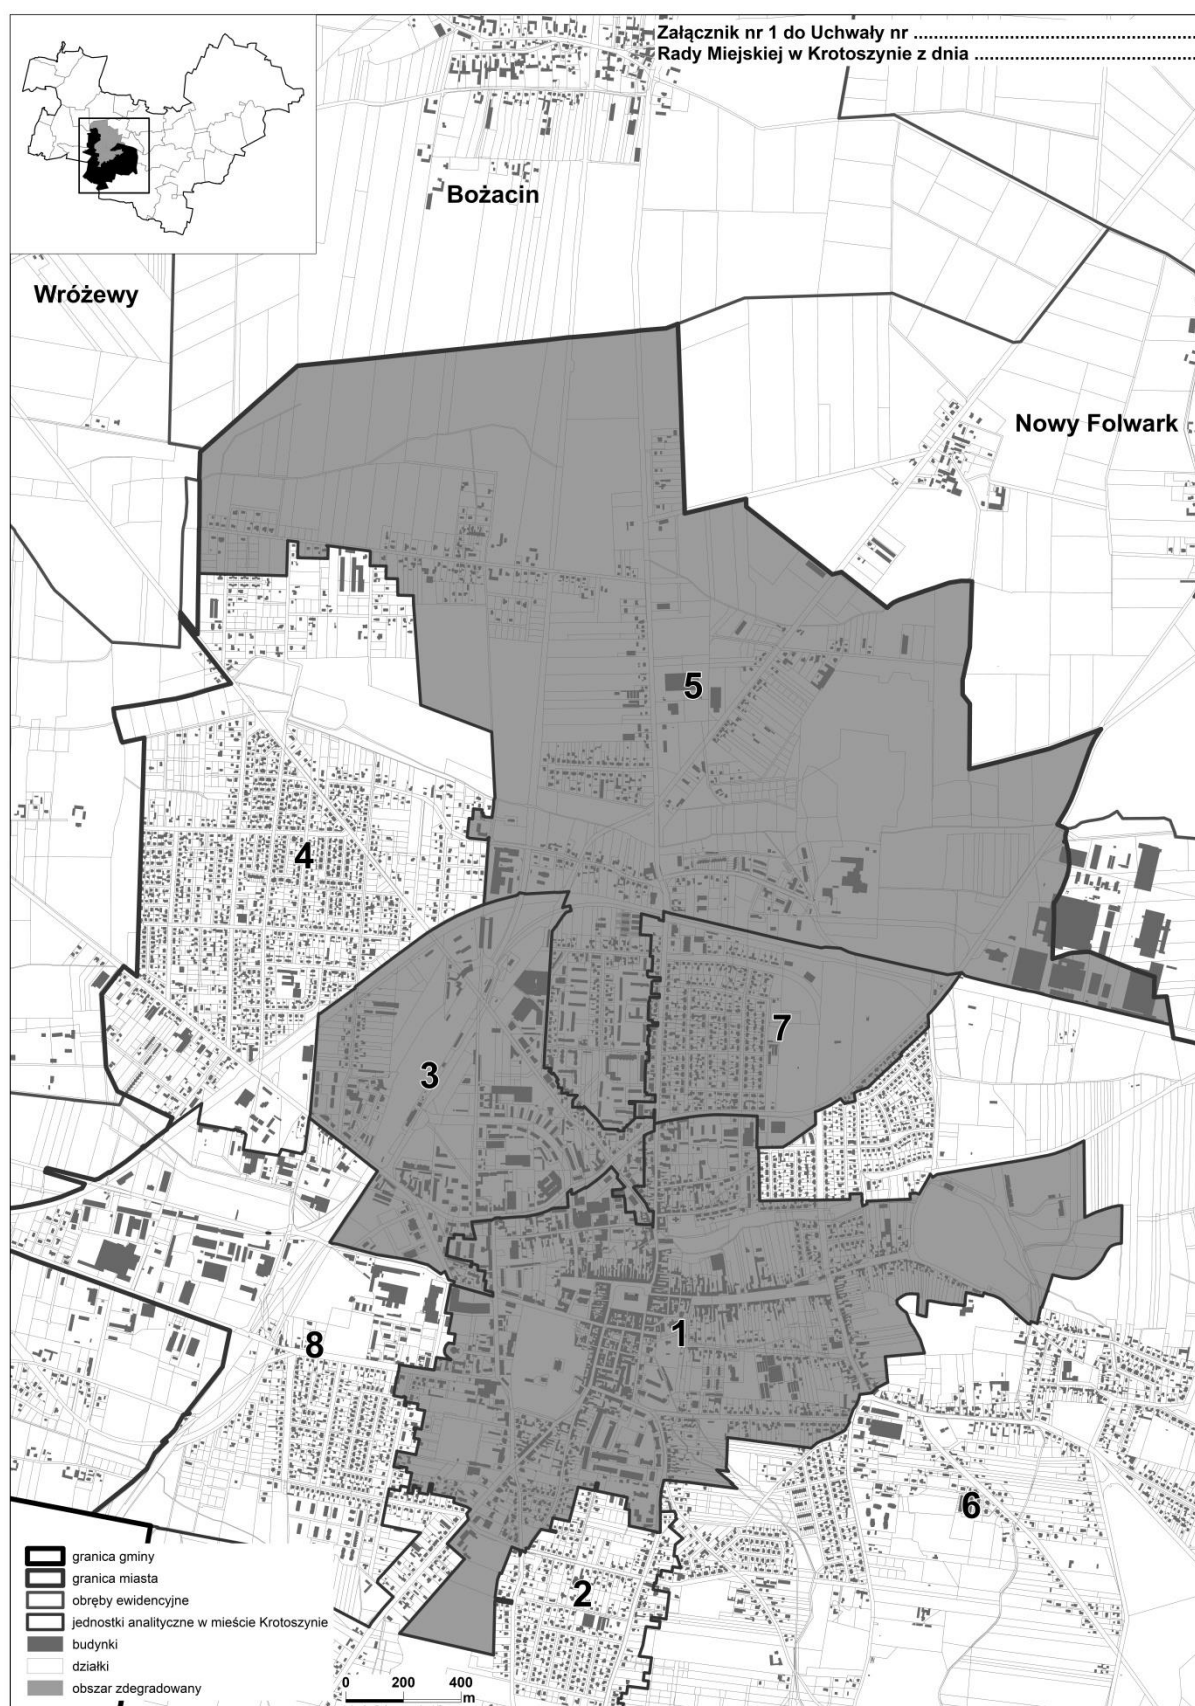 Załącznik nr 1 do Uchwały nr ................................................
Rady Miejskiej w Krotoszynie z dnia .....................................
Bożacin
Wróżewy
Nowy Folwark
5
4
7
3
1
8
6
2
granica gminy
granica miasta
obręby ewidencyjne
jednostki analityczne w mieście Krotoszynie
budynki
działki
obszar zdegradowany
0 200 400
m